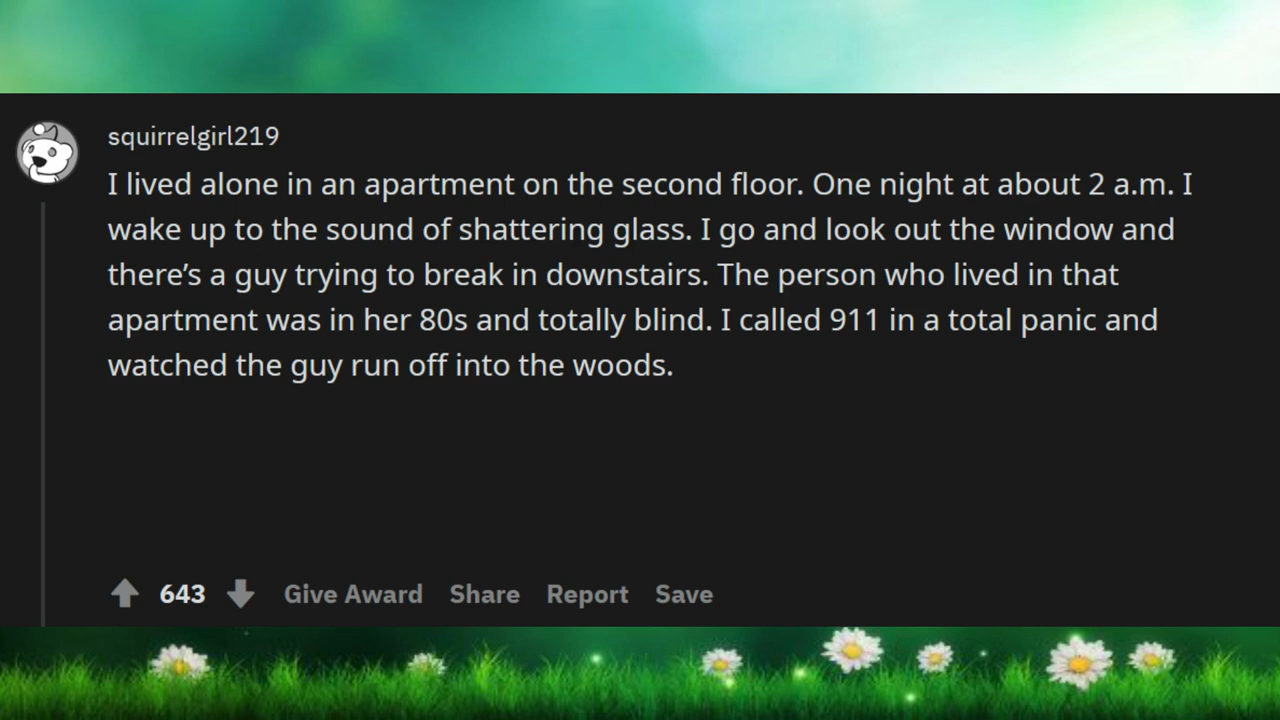 squirrelgirl219
I lived alone in an apartment on the second floor. One night at about 2 a.m. I
wake up to the sound of shattering glass. I go and look out the window and
there’s a guy trying to break in downstairs. The person who lived in that
apartment was in her 80s and totally blind. I called 911 in a total panic and
watched the guy run off into the woods.
643 Give Award Share Report Save